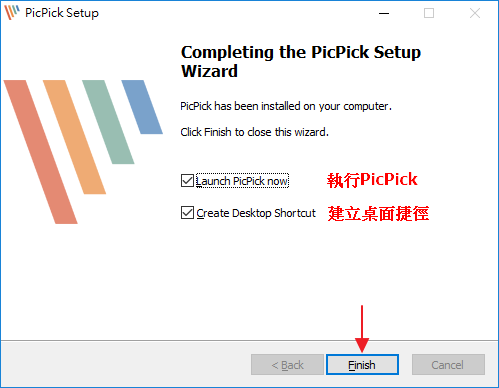 PicPick Setup
Completing the PicPick Setup
Wizard
PicPick has been installed on your computer.
Click Finish to close this wizard.
Launch PicPick now 執行PicPick
Create Desktop Shortcut 建立桌面捷徑
< Back Finish Cancel